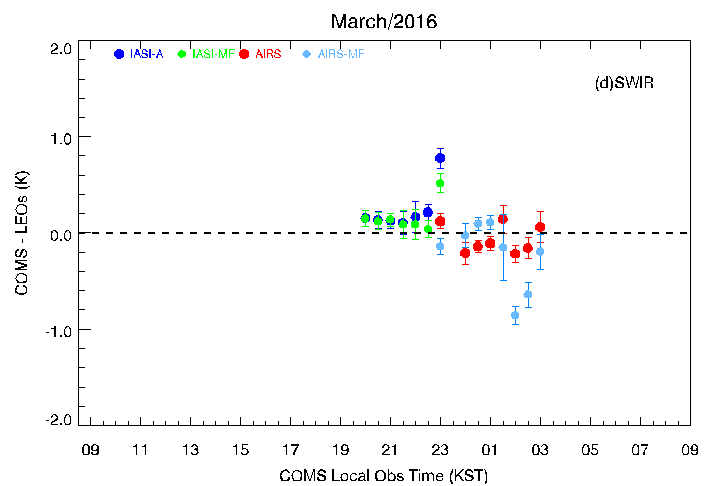 March/2016
2.0
IASI-A IASI-MF AIRS AIRS-MF
(d)SWIR
1.0
0.0
-1.0
-2.0
COMS - LEOs (K)
09 11 13 15 17 19 21 23 01 03 05 07 09
COMS Local Obs Time (KST)